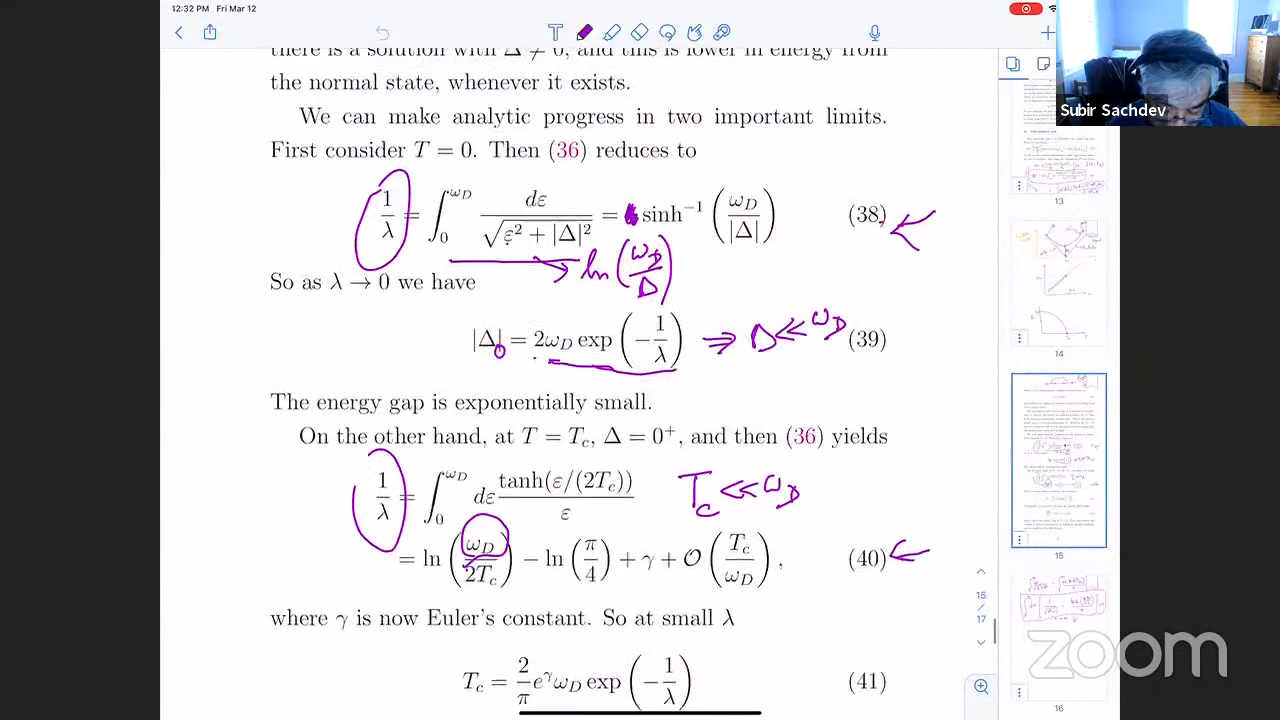 12:32 PM Fri Mar 12
there is a solution with Δ ≠ 0, and this is lower in energy from
the normal state, whenever it exists.
We can make analytic progress in two important limits.
First at T = 0, (36) reduces to
1/λ = ∫_0^{ω_D} dε/√(ε² + |Δ|²) = sinh⁻¹ (ω_D/|Δ|) (38)
ln (ω_D/Δ)
So as λ → 0 we have
|Δ_0| = 2ω_D exp (−1/λ) ⇒ Δ ≪ ω_D (39)
The energy gap is exponentially small.
On the other hand at T = T_c, Δ = 0⁺, and then (36) yields
1/λ = ∫_0^{ω_D} dε tanh(ε/(2T_c))/ε T_c ≪ ω_D
= ln (ω_D/2T_c) − ln (π/4) + γ + O (T_c/ω_D), (40)
where γ is now Euler's constant. So at small λ
T_c = 2/π e^γ ω_D exp (−1/λ) (41)
Subir Sachdev
13
14
15
15
/
17
16
zoom